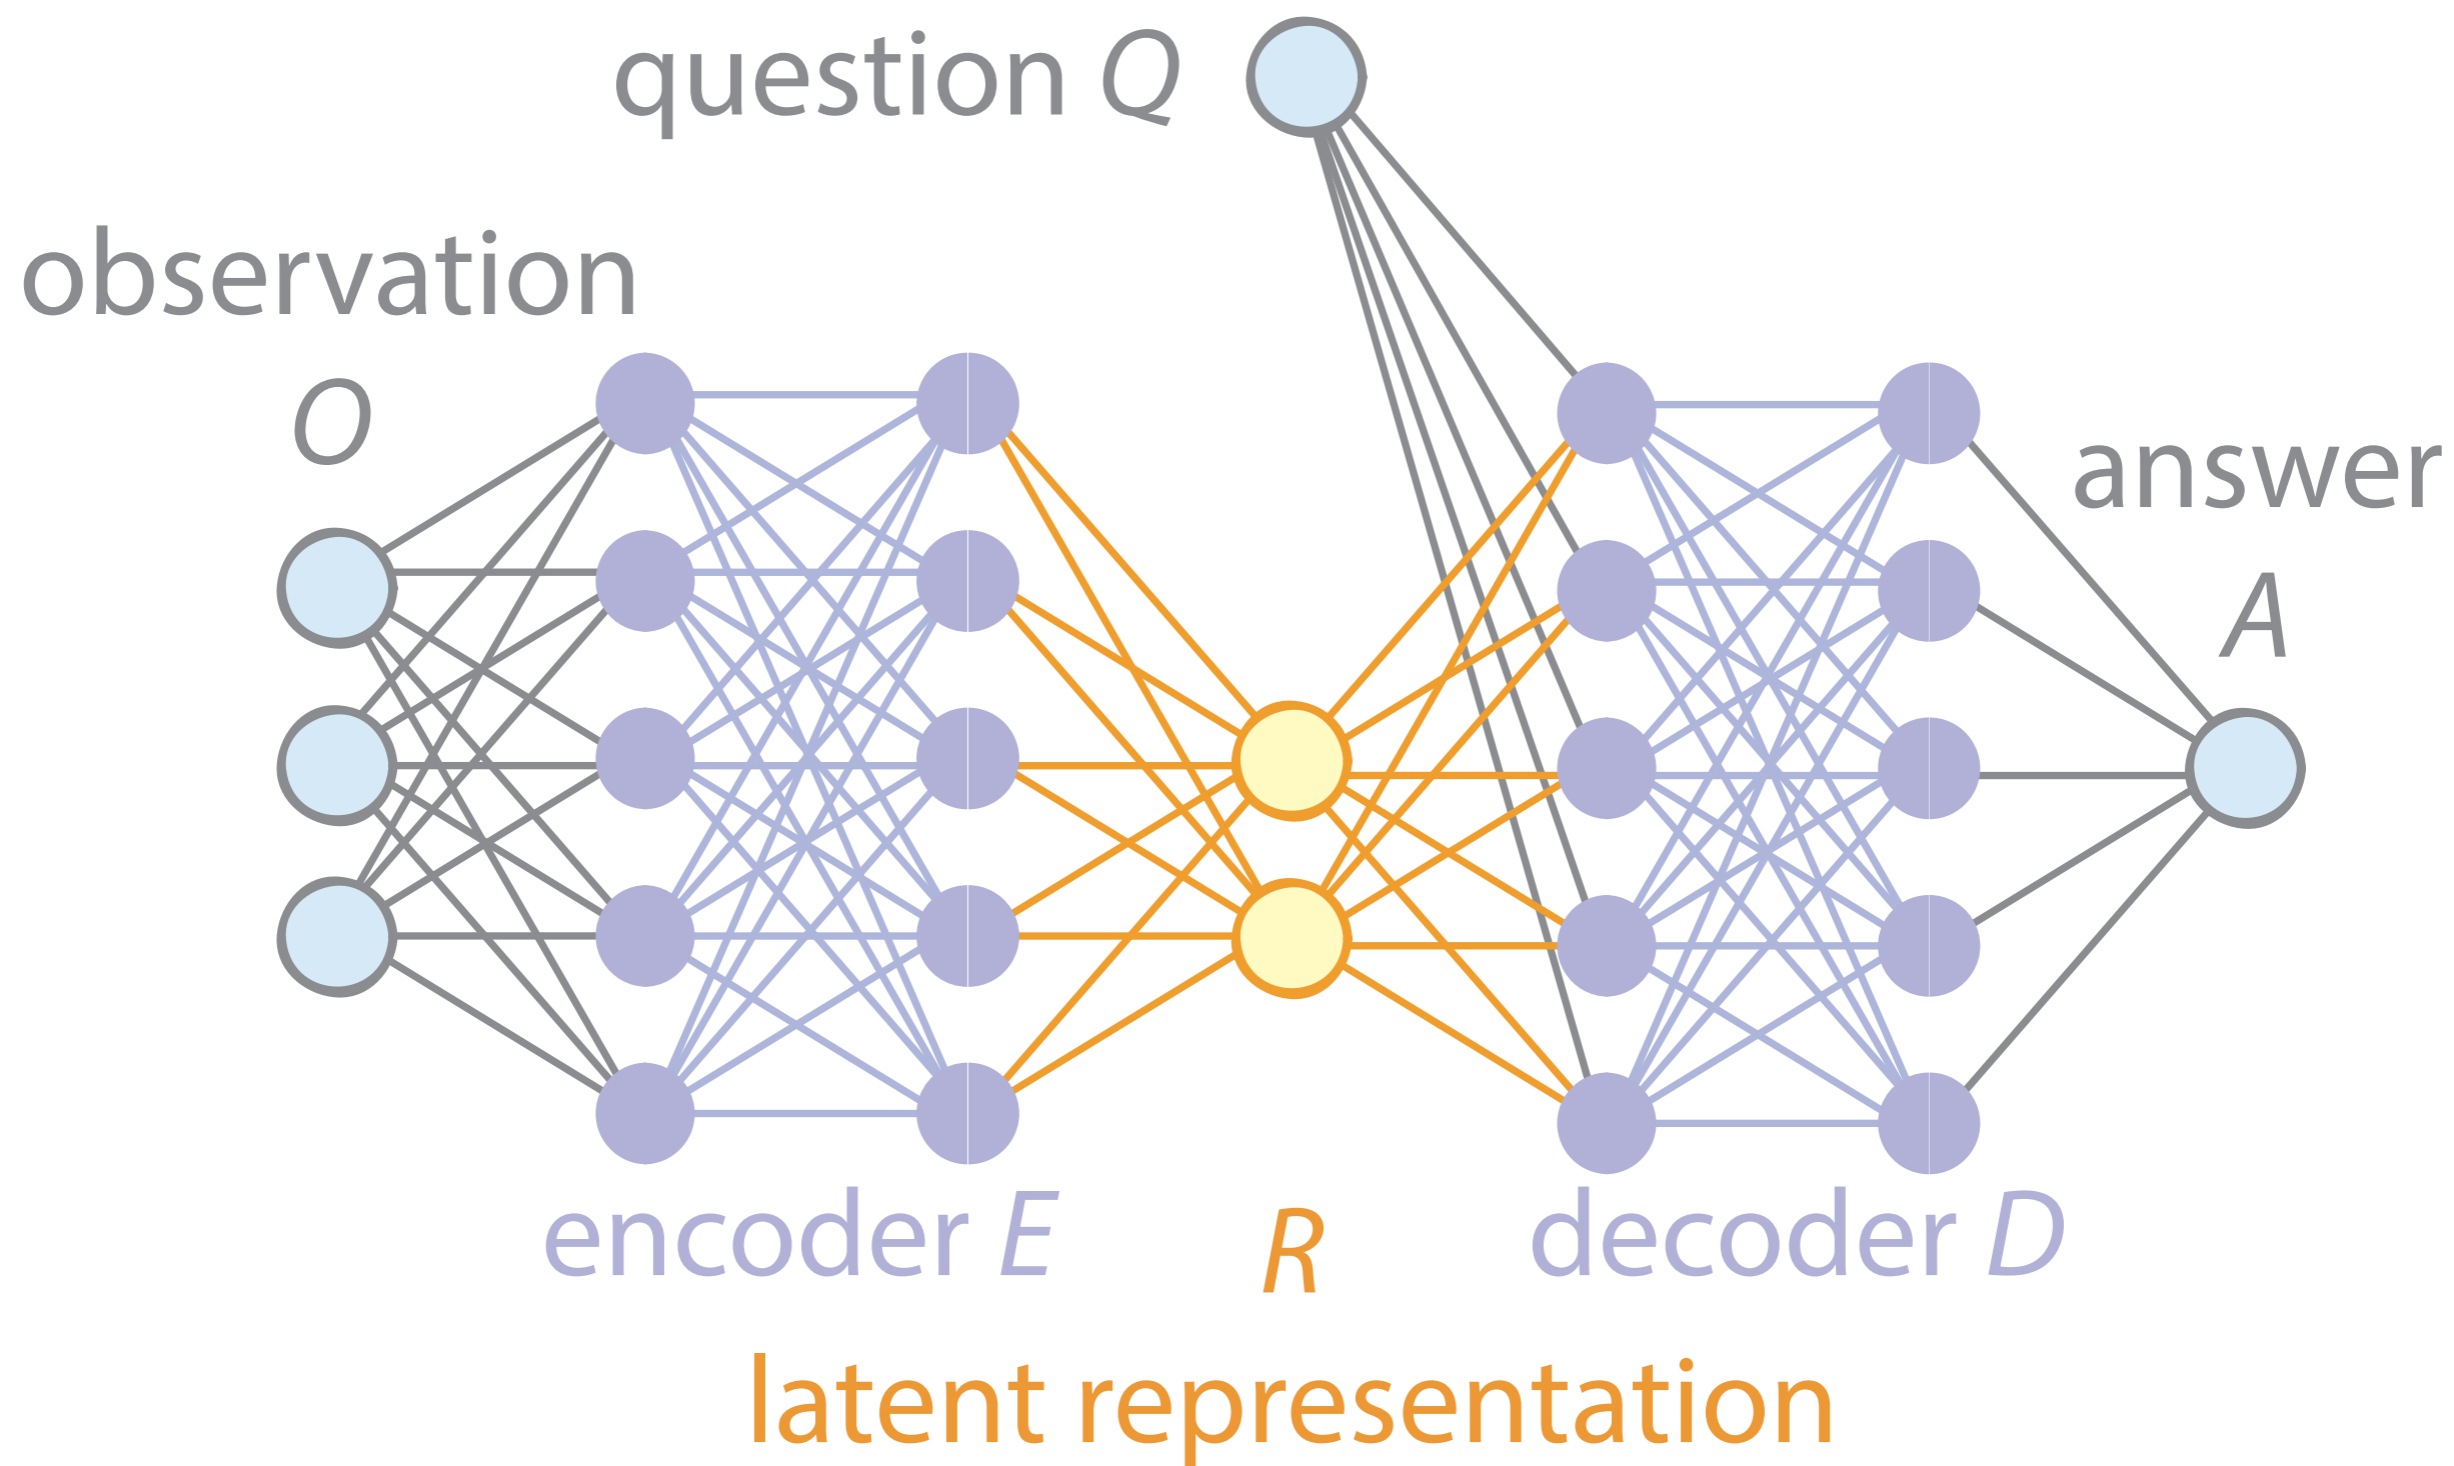 question Q
observation
O
answer
A
encoder E
R
decoder D
latent representation